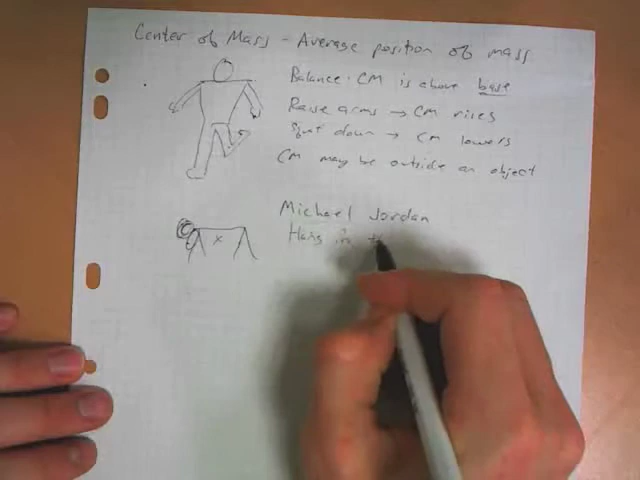 Center of Mass - Average position of mass
Balance. CM is above base
Raise arms → CM rises
Squat down → CM lowers
CM may be outside an object
x
Michael Jordan
Hangs in t